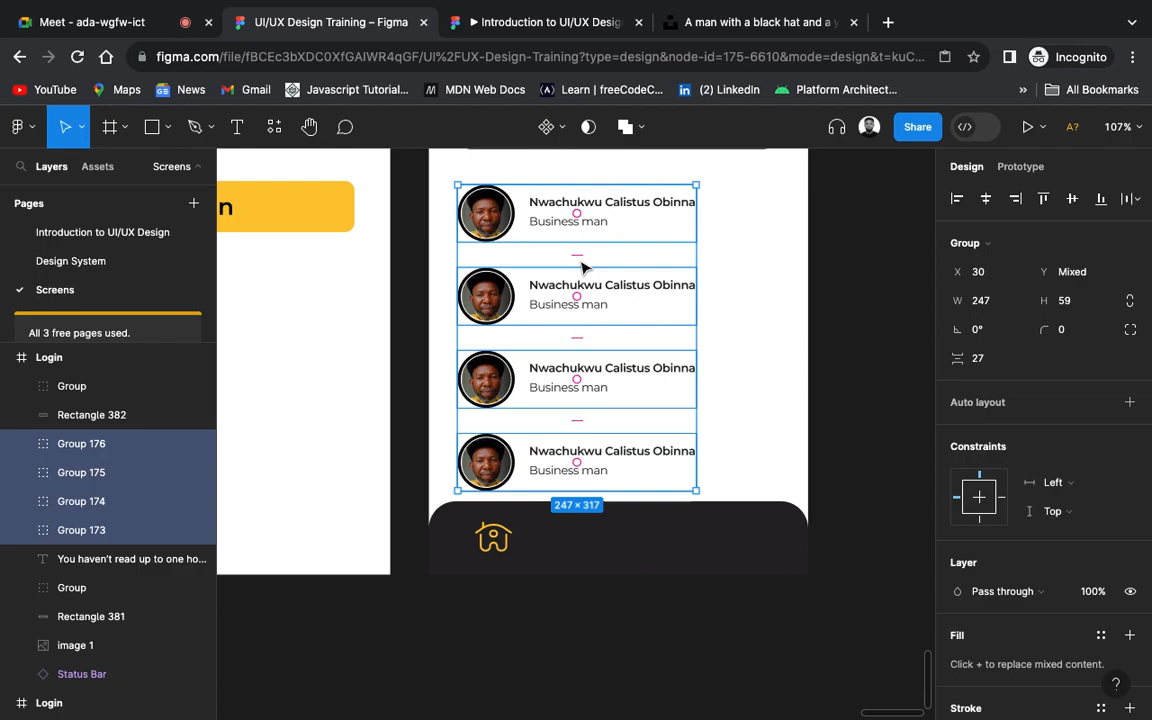 Meet - ada-wgfw-ict
UI/UX Design Training – Figma
Introduction to UI/UX Desig
A man with a black hat and a y
figma.com/file/fBCEc3bXDC0XfGAIWR4qGF/UI%2FUX-Design-Training?type=design&node-id=175-6610&mode=design&t=kuC...
Incognito
YouTube
Maps
News
Gmail
Javascript Tutorial...
MDN Web Docs
Learn | freeCodeC...
(2) LinkedIn
Platform Architect...
All Bookmarks
Share
A?
107%
Layers
Assets
Screens
Design
Prototype
Pages
Introduction to UI/UX Design
Design System
Screens
All 3 free pages used.
Login
Group
Rectangle 382
Group 176
Group 175
Group 174
Group 173
You haven't read up to one ho...
Group
Rectangle 381
image 1
Status Bar
Login
n
Nwachukwu Calistus Obinna
Business man
Nwachukwu Calistus Obinna
Business man
Nwachukwu Calistus Obinna
Business man
Nwachukwu Calistus Obinna
Business man
247 × 317
Group
X 30 Y Mixed
W 247 H 59
0° 0
27
Auto layout
Constraints
Left
Top
Layer
Pass through 100%
Fill
Click + to replace mixed content.
?
Stroke